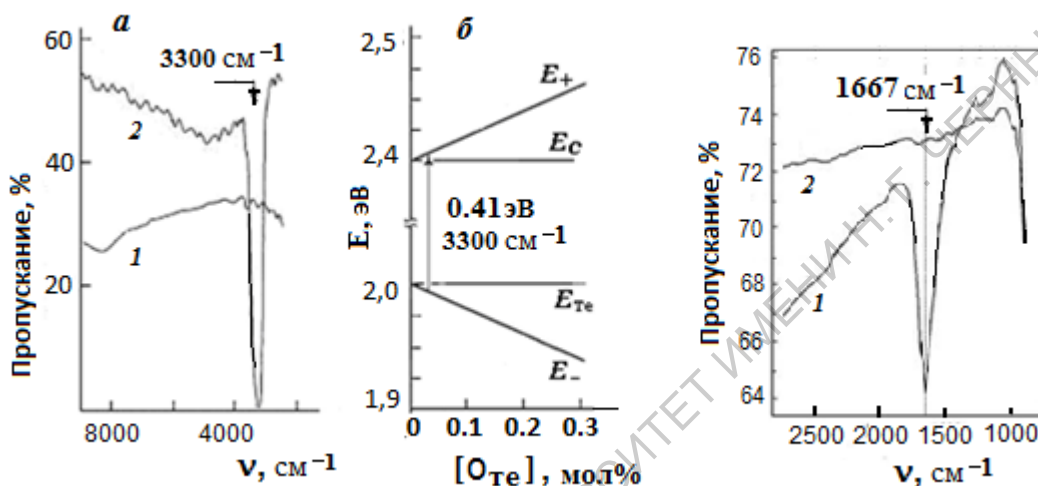 а
60
40
20
3300 см⁻¹
2
1
Пропускание, %
8000
4000
ν, см⁻¹
б
2,5
2,4
2,0
1,9
E, эВ
E₊
E_C
0.41эВ
3300 см⁻¹
E_Te
E₋
0
0.1
0.2
0.3
[O_Te], мол%
76
74
72
70
68
66
64
1667 см⁻¹
2
1
Пропускание, %
2500
2000
1500
1000
ν, см⁻¹
СИТЕТ ИМЕНИ Н. Г. ЧЕРНЫ